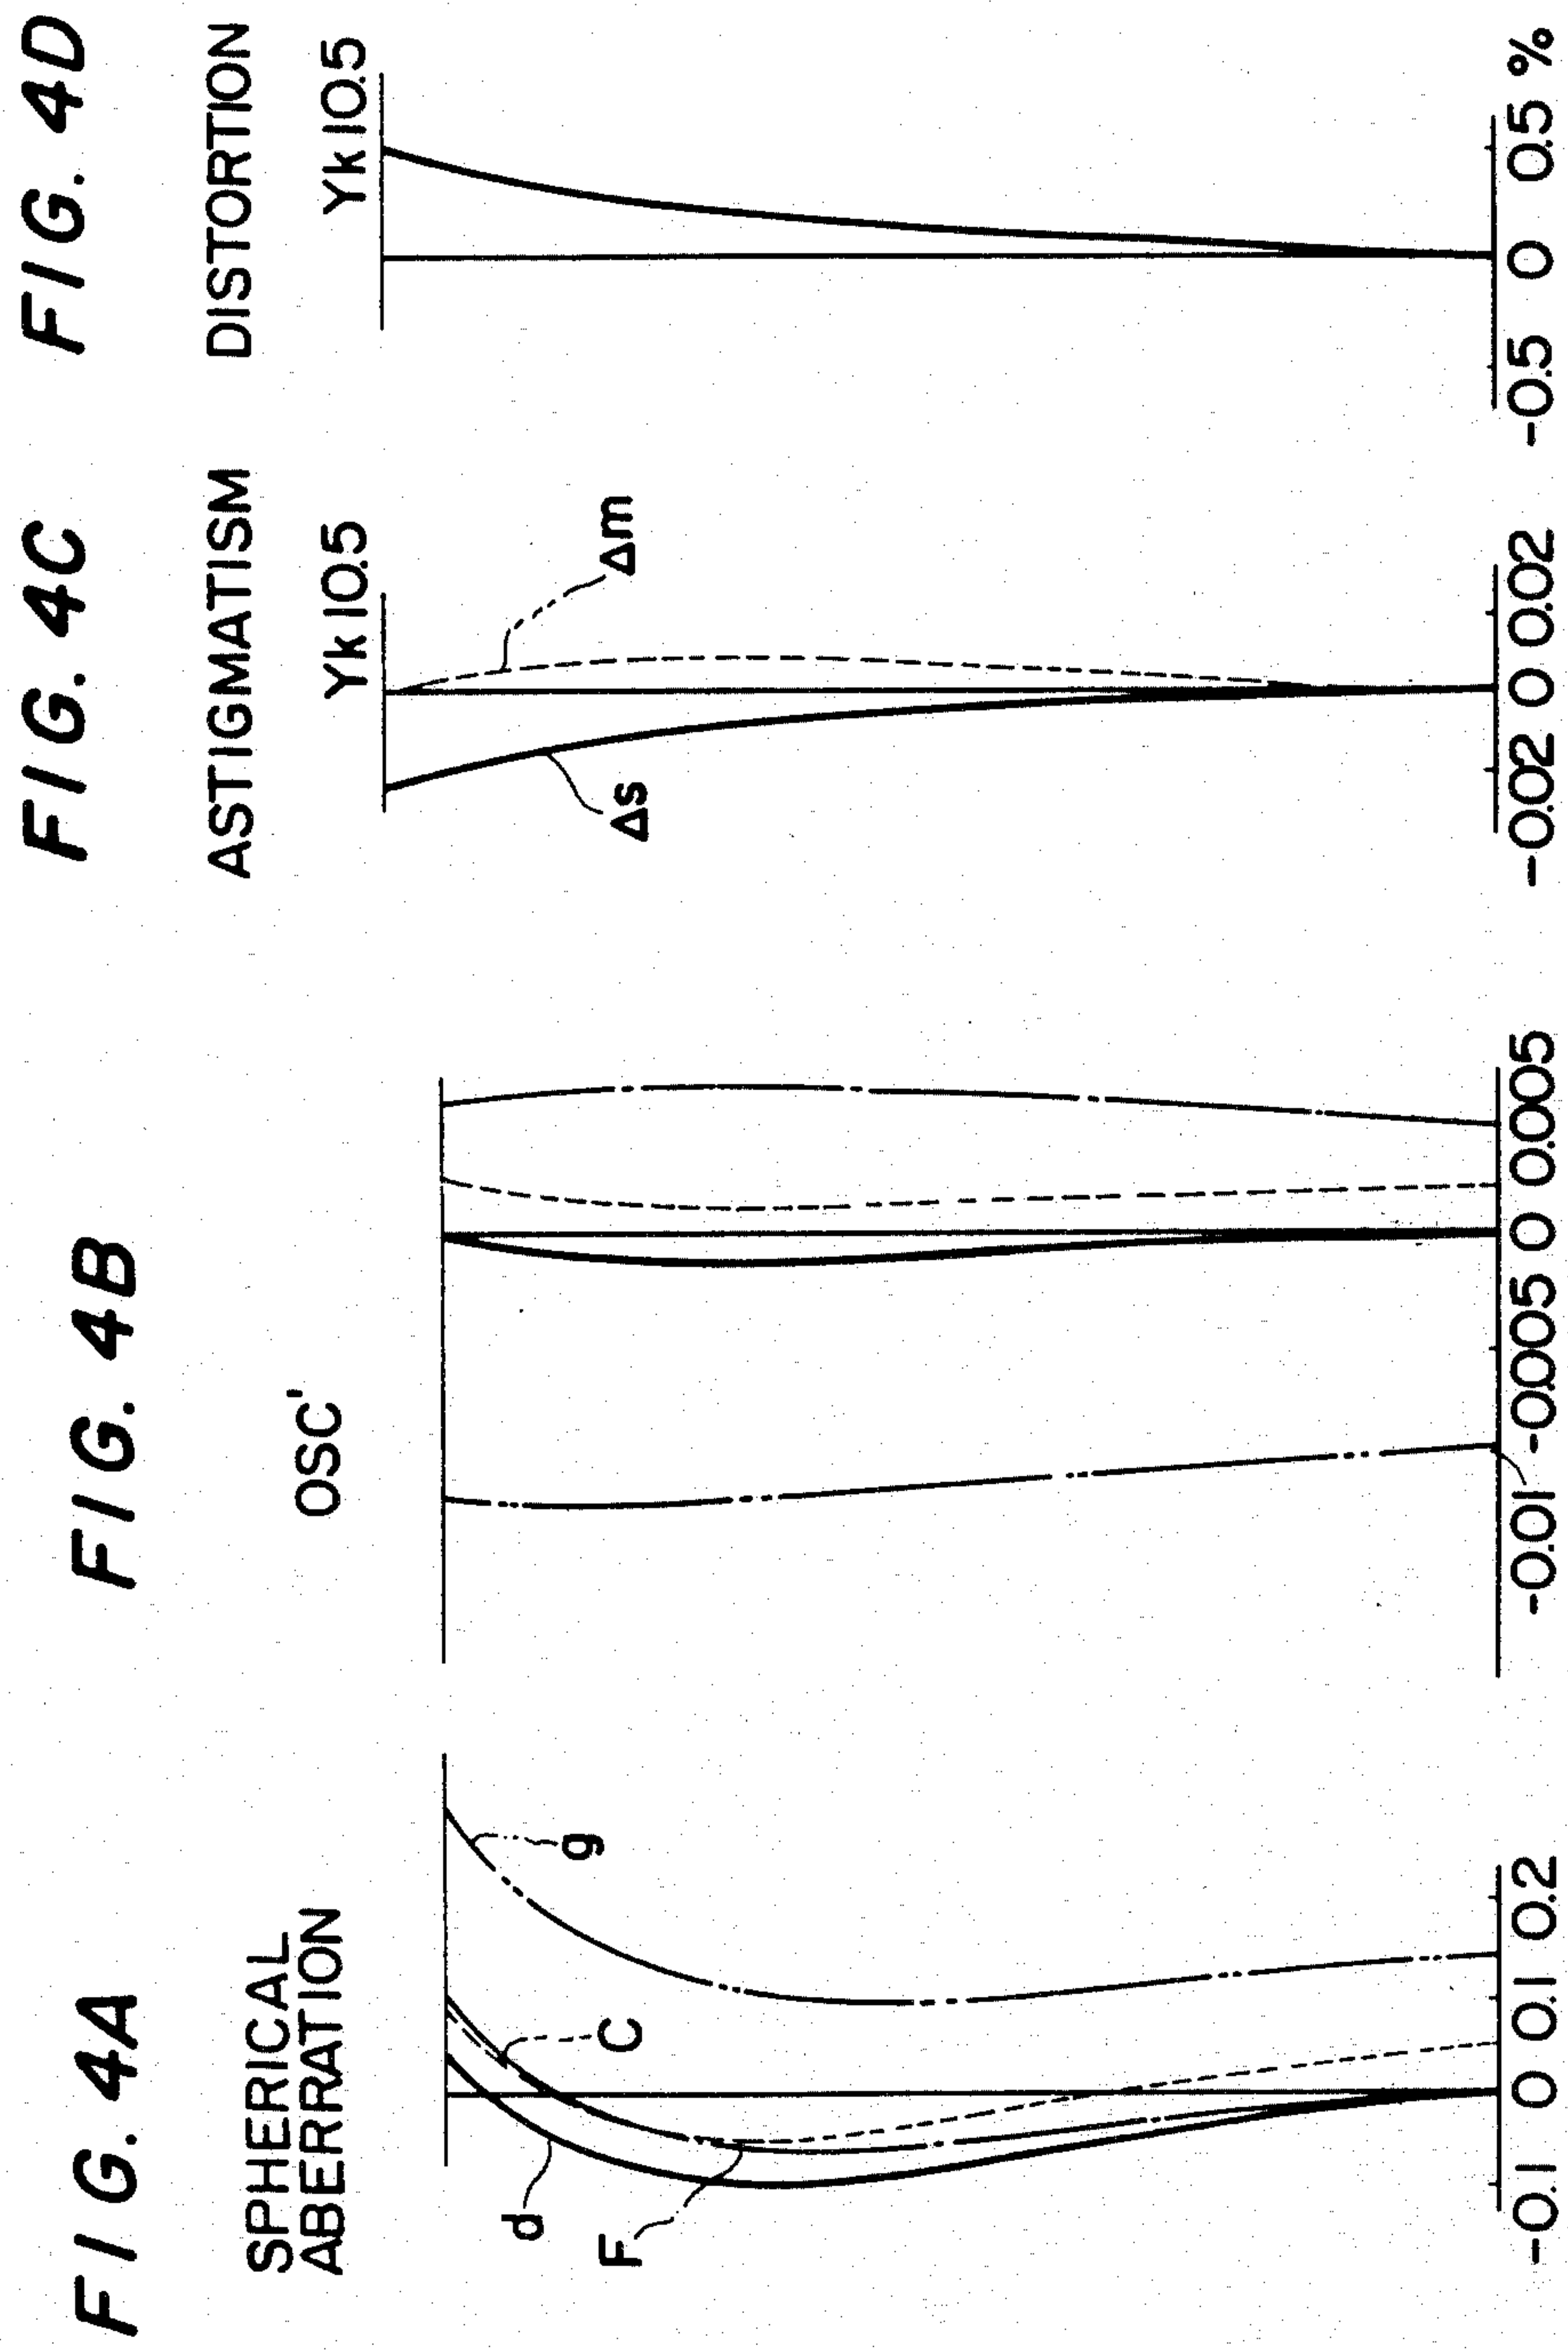 FIG. 4A
SPHERICAL
ABERRATION
d
F
C
g
-0.1 0 0.1 0.2
FIG. 4B
OSC'
-0.01 -0.005 0 0.005
FIG. 4C
ASTIGMATISM
Yk 10.5
Δs
Δm
-0.02 0 0.02
FIG. 4D
DISTORTION
Yk 10.5
-0.5 0 0.5 %